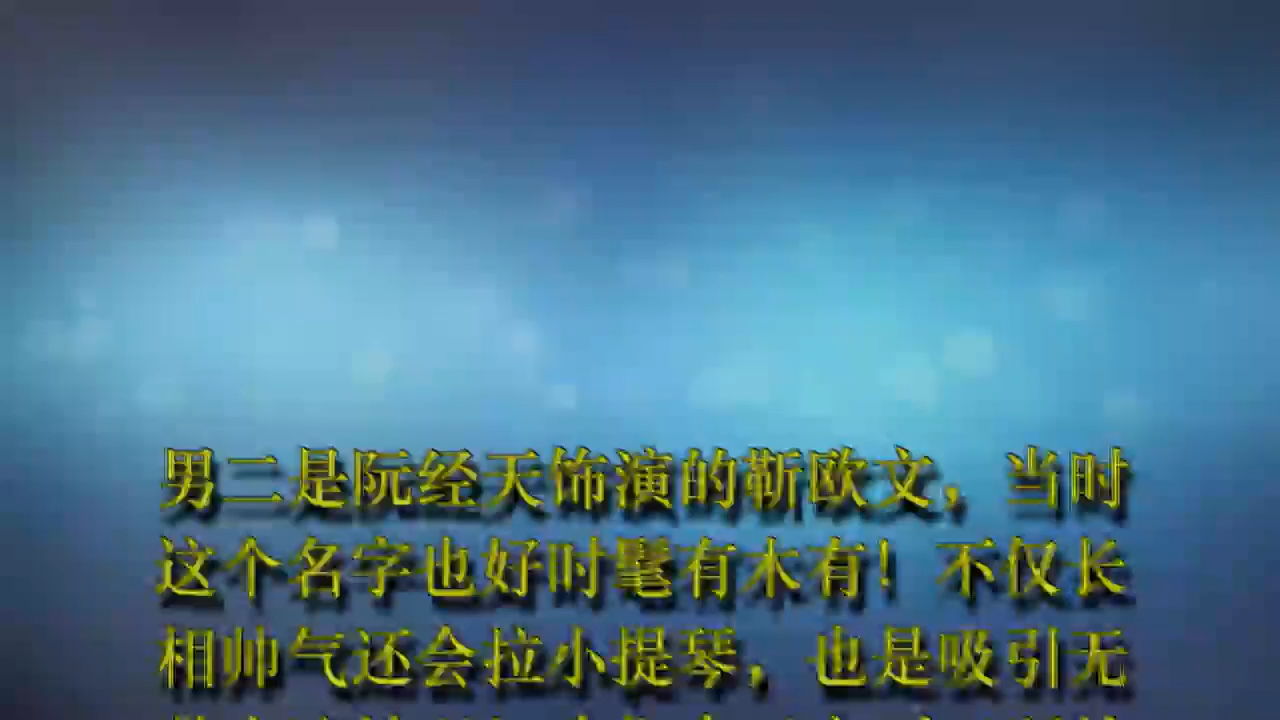 男二是阮经天饰演的靳欧文，当时
这个名字也好时髦有木有！不仅长
相帅气还会拉小提琴，也是吸引无